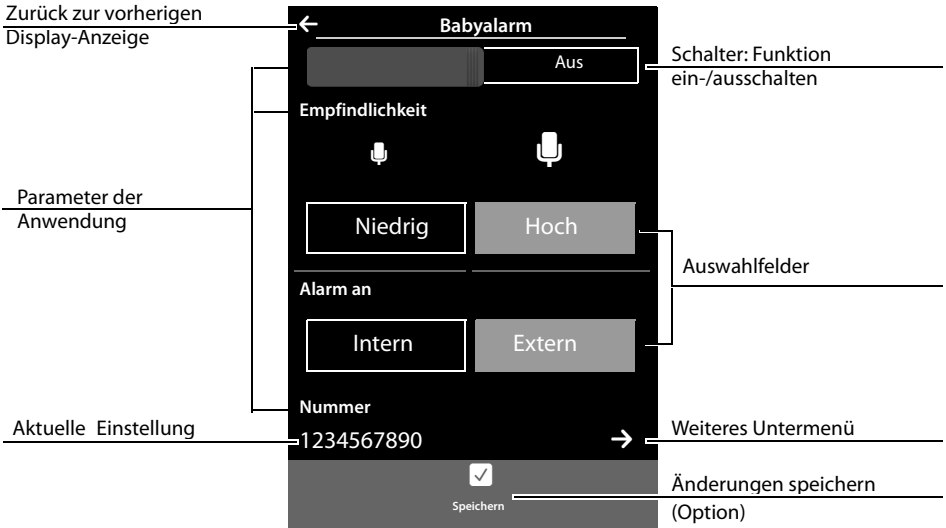 Zurück zur vorherigen
Display-Anzeige
Babyalarm
Aus
Schalter: Funktion
ein-/ausschalten
Empfindlichkeit
Parameter der
Anwendung
Niedrig
Hoch
Auswahlfelder
Alarm an
Intern
Extern
Nummer
Aktuelle Einstellung
1234567890
Weiteres Untermenü
Speichern
Änderungen speichern
(Option)